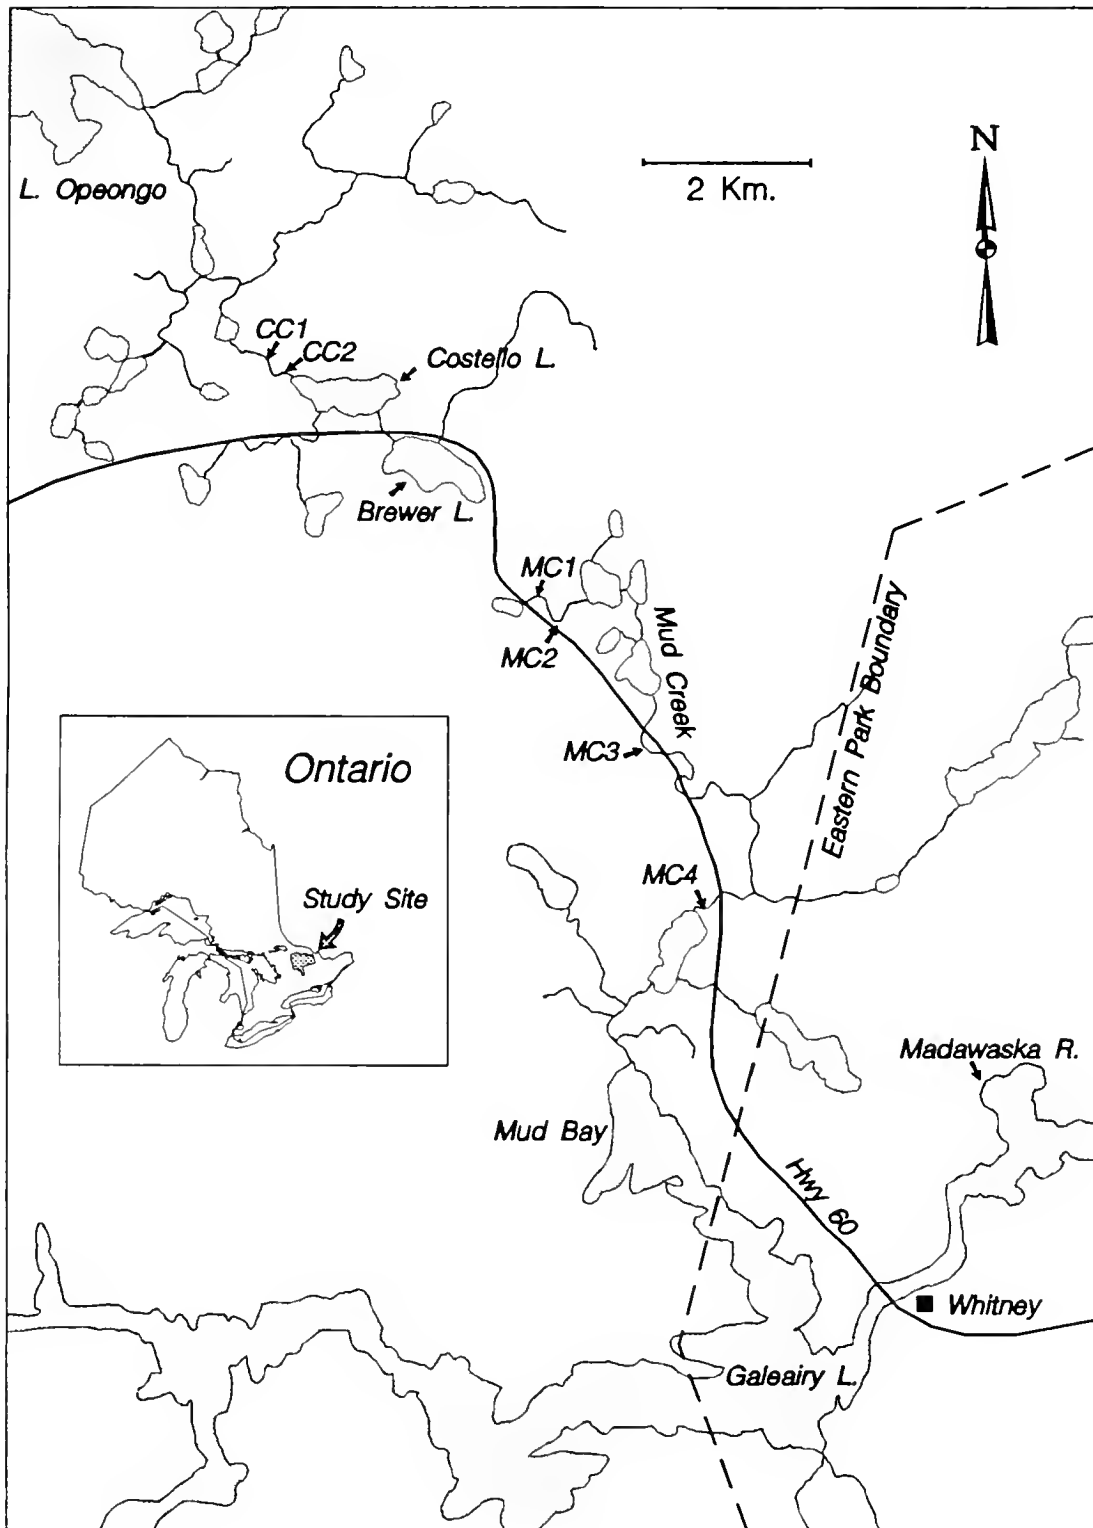 N
2 Km.
L. Opeongo
CC1
CC2
Costello L.
Brewer L.
MC1
MC2
Mud Creek
MC3
Eastern Park Boundary
Ontario
Study Site
MC4
Madawaska R.
Mud Bay
Hwy 60
Whitney
Galeairy L.